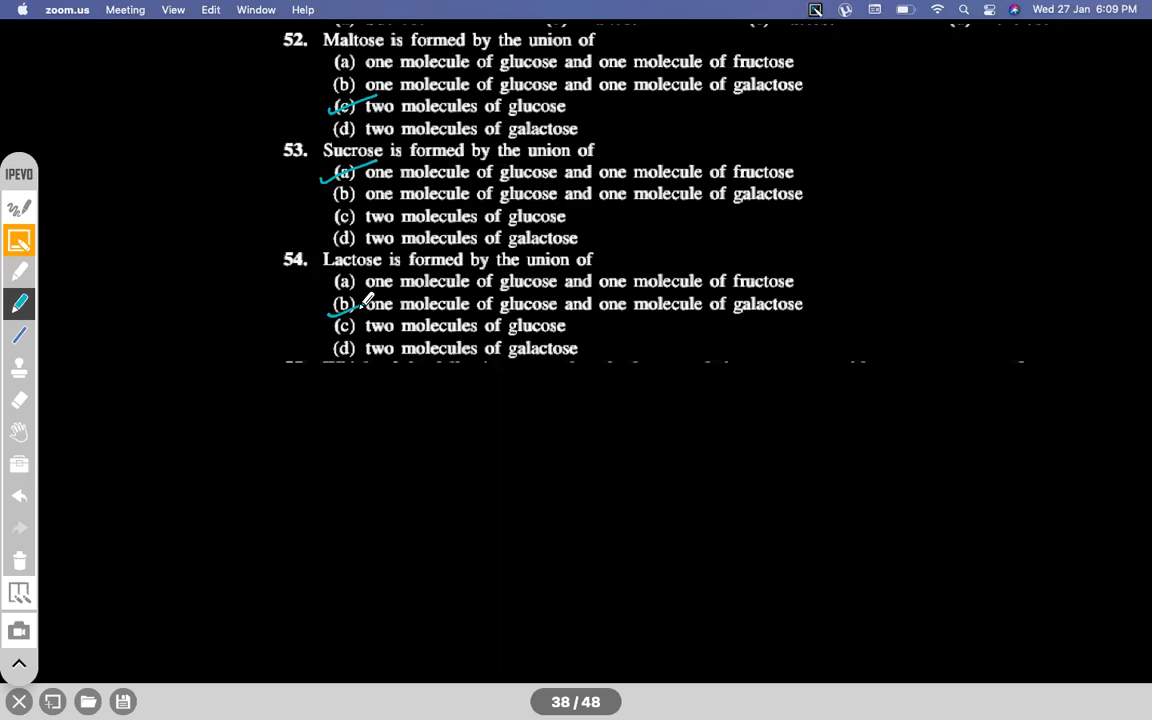 zoom.us Meeting View Edit Window Help Wed 27 Jan 6:09 PM
52. Maltose is formed by the union of
(a) one molecule of glucose and one molecule of fructose
(b) one molecule of glucose and one molecule of galactose
(c) two molecules of glucose
(d) two molecules of galactose
53. Sucrose is formed by the union of
(a) one molecule of glucose and one molecule of fructose
(b) one molecule of glucose and one molecule of galactose
(c) two molecules of glucose
(d) two molecules of galactose
54. Lactose is formed by the union of
(a) one molecule of glucose and one molecule of fructose
(b) one molecule of glucose and one molecule of galactose
(c) two molecules of glucose
(d) two molecules of galactose
IPEVO
38 / 48